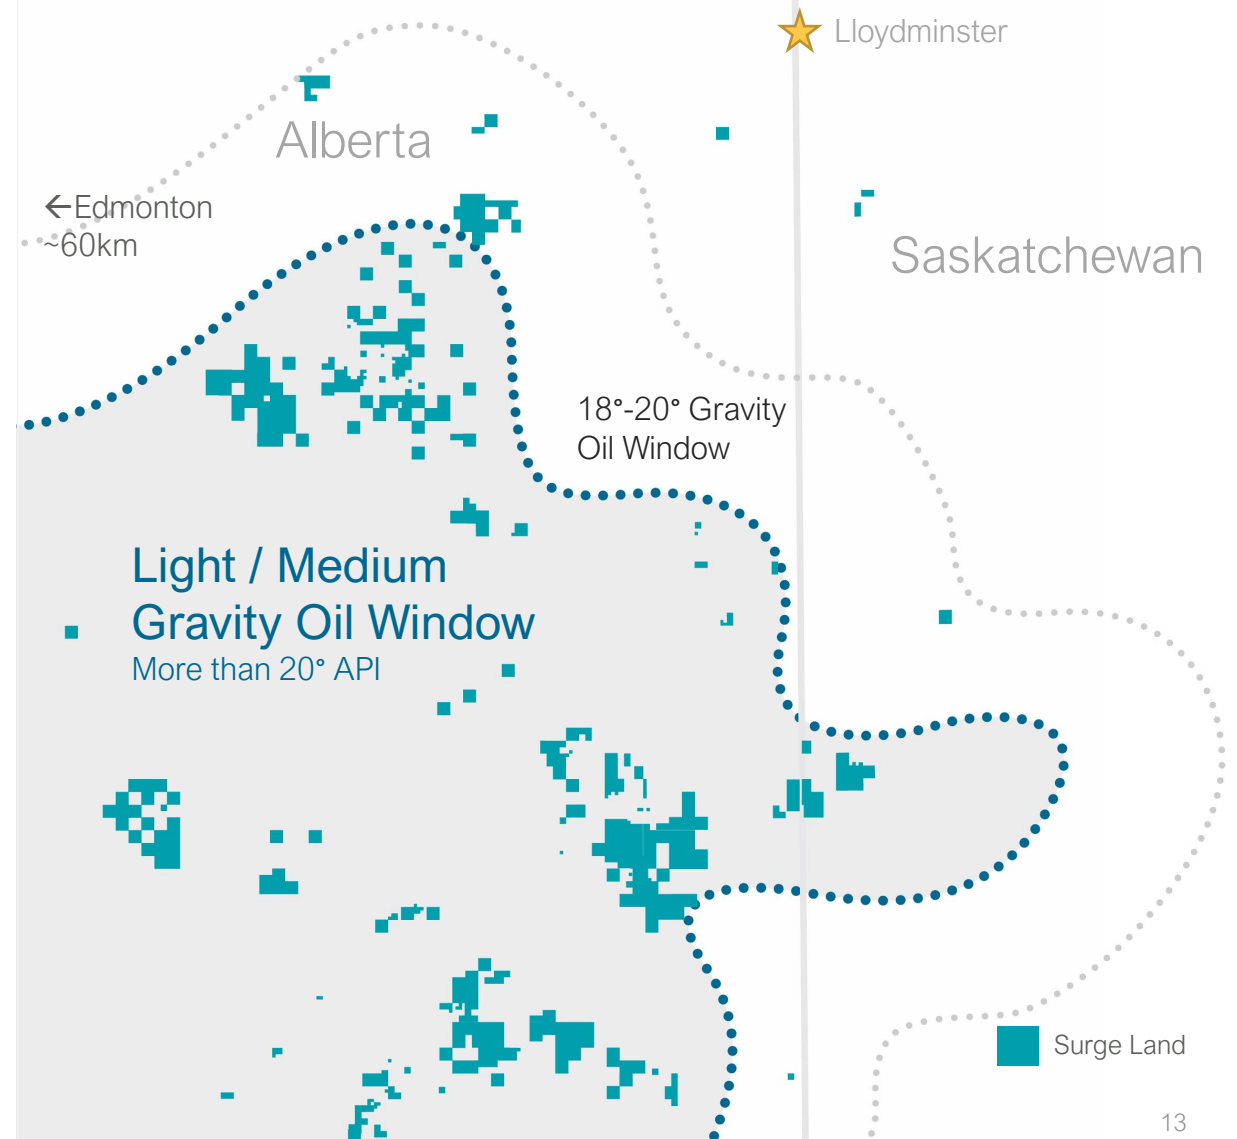 Lloydminster
Alberta
←Edmonton
~60km
Saskatchewan
18°-20° Gravity
Oil Window
Light / Medium
Gravity Oil Window
More than 20° API
Surge Land
13